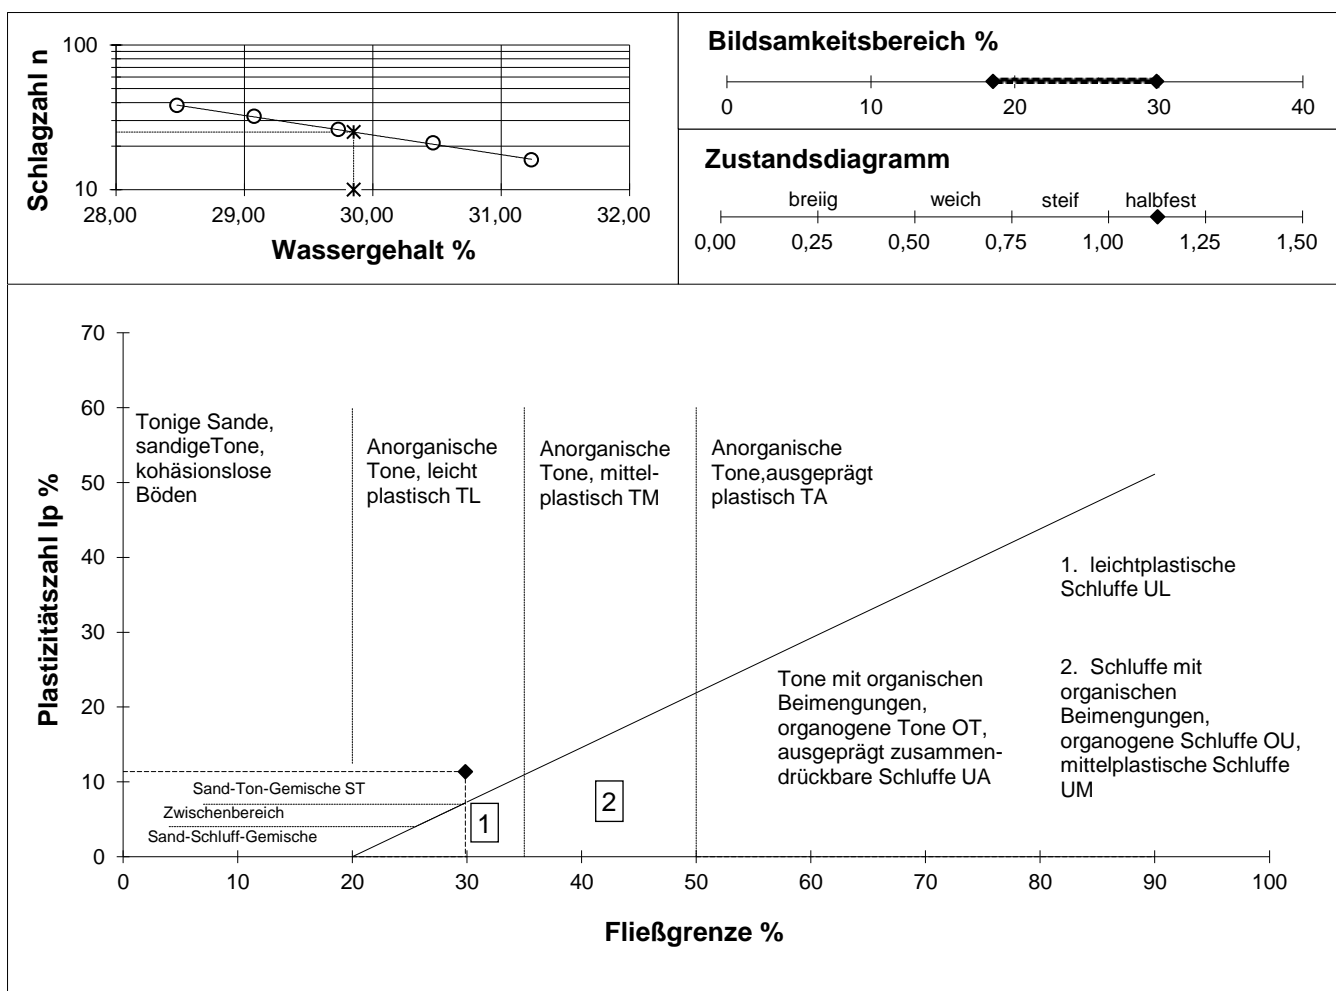 Schlagzahl n
100
10
28,00 29,00 30,00 31,00 32,00
Wassergehalt %
Bildsamkeitsbereich %
0 10 20 30 40
Zustandsdiagramm
breiig weich steif halbfest
0,00 0,25 0,50 0,75 1,00 1,25 1,50
Plastizitätszahl Ip %
70
60
50
40
30
20
10
0
Tonige Sande,
sandigeTone,
kohäsionslose
Böden
Anorganische
Tone, leicht
plastisch TL
Anorganische
Tone, mittel-
plastisch TM
Anorganische
Tone,ausgeprägt
plastisch TA
1. leichtplastische
Schluffe UL
Tone mit organischen
Beimengungen,
organogene Tone OT,
ausgeprägt zusammen-
drückbare Schluffe UA
2. Schluffe mit
organischen
Beimengungen,
organogene Schluffe OU,
mittelplastische Schluffe
UM
Sand-Ton-Gemische ST
Zwischenbereich
Sand-Schluff-Gemische
1
2
0 10 20 30 40 50 60 70 80 90 100
Fließgrenze %